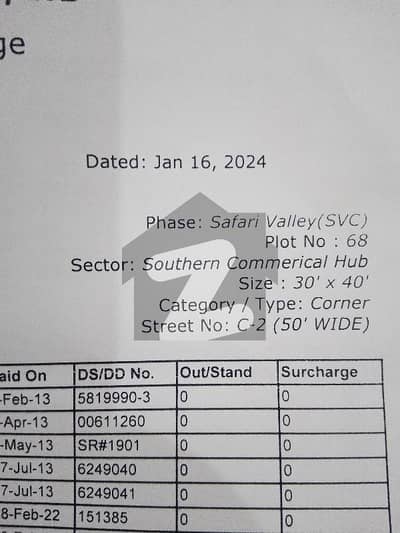 ge
Dated: Jan 16, 2024
Phase: Safari Valley(SVC)
Plot No : 68
Sector: Southern Commerical Hub
Size : 30' x 40'
Category / Type: Corner
Street No: C-2 (50' WIDE)
aid On DS/DD No. Out/Stand Surcharge
-Feb-13 5819990-3 0 0
-Apr-13 00611260 0 0
-May-13 SR#1901 0 0
7-Jul-13 6249040 0 0
7-Jul-13 6249041 0 0
8-Feb-22 151385 0 0